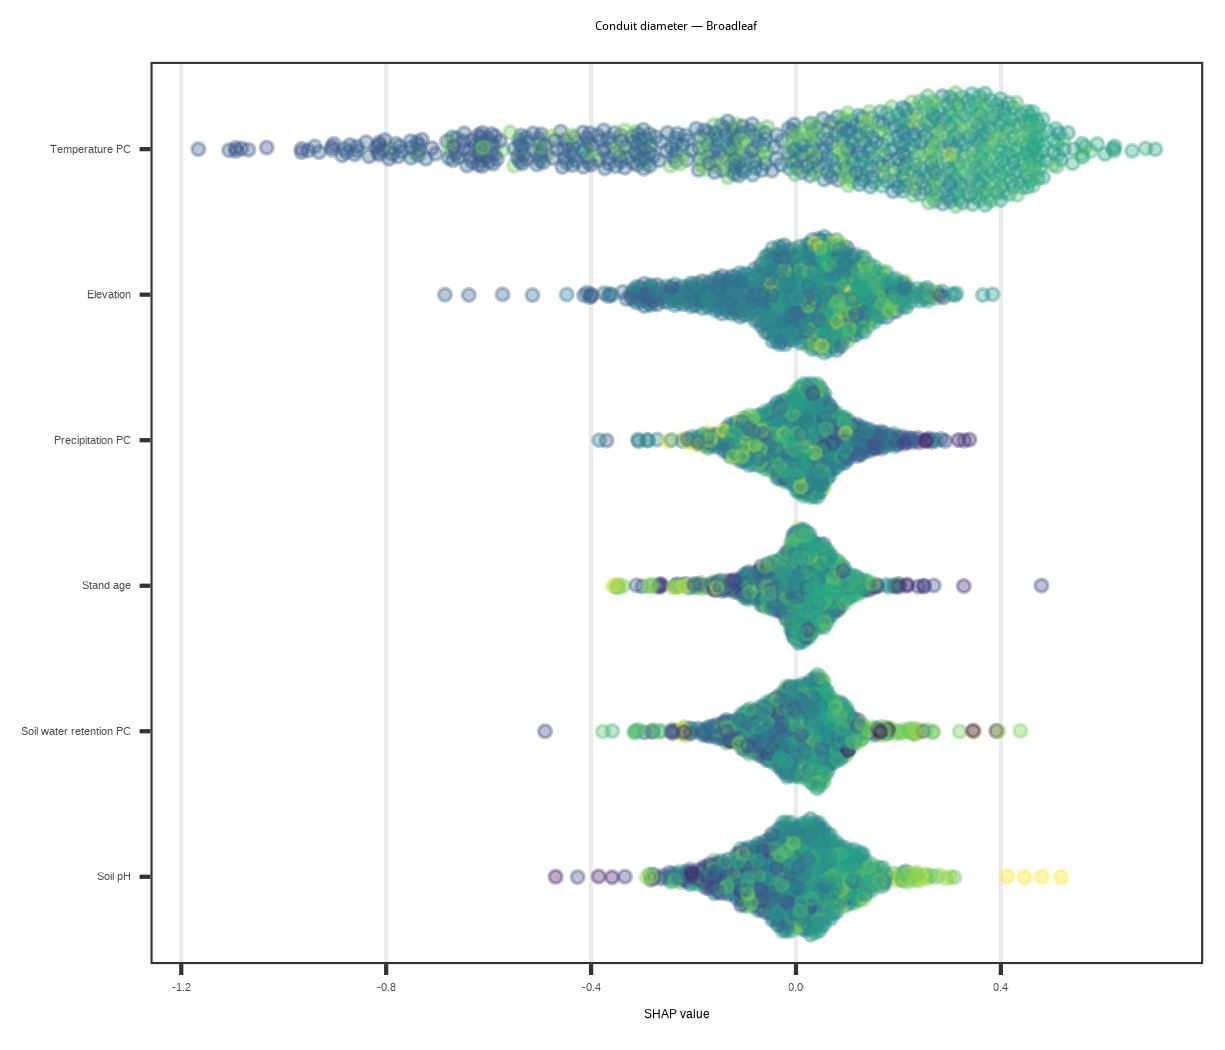 Conduit diameter — Broadleaf
Temperature PC
Elevation
Precipitation PC
Stand age
Soil water retention PC
Soil pH
-1.2 -0.8 -0.4 0.0 0.4
SHAP value